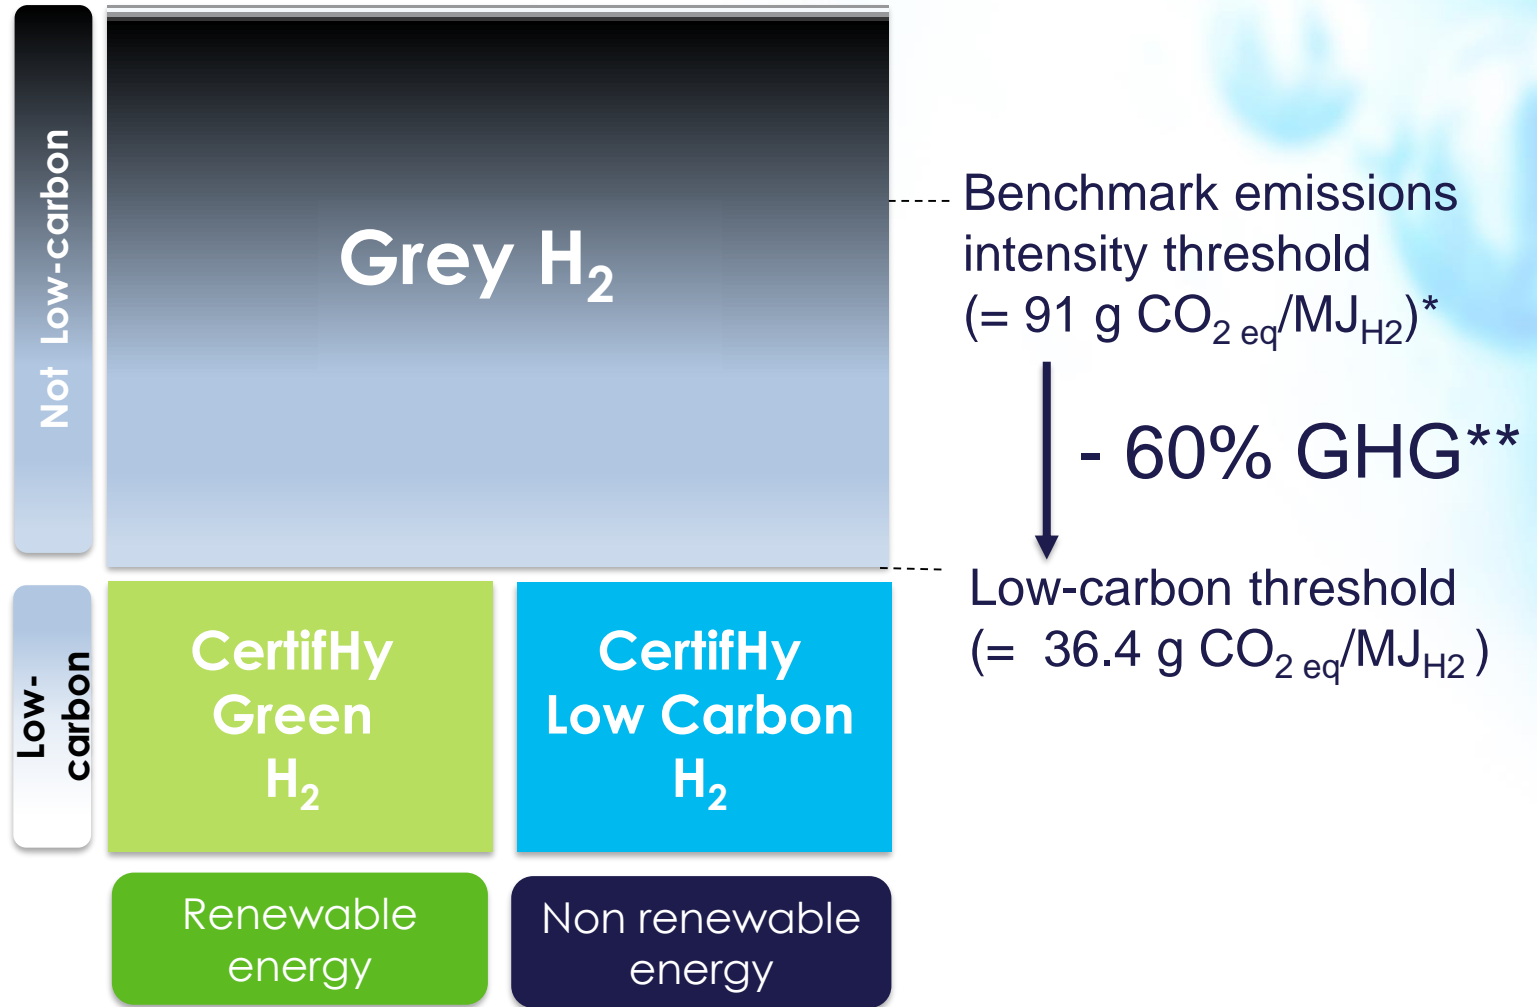 Not Low-carbon
Grey H₂
Benchmark emissions
intensity threshold
(= 91 g CO₂ eq/MJH2)*
- 60% GHG**
Low-carbon threshold
(= 36.4 g CO₂ eq/MJH2 )
Low-
carbon
CertifHy
Green
H₂
CertifHy
Low Carbon
H₂
Renewable
energy
Non renewable
energy